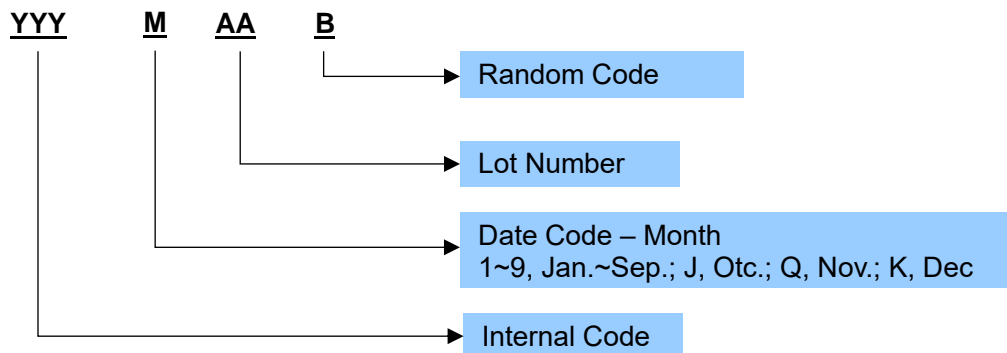 YYY M AA B
Random Code
Lot Number
Date Code – Month
1~9, Jan.~Sep.; J, Otc.; Q, Nov.; K, Dec
Internal Code